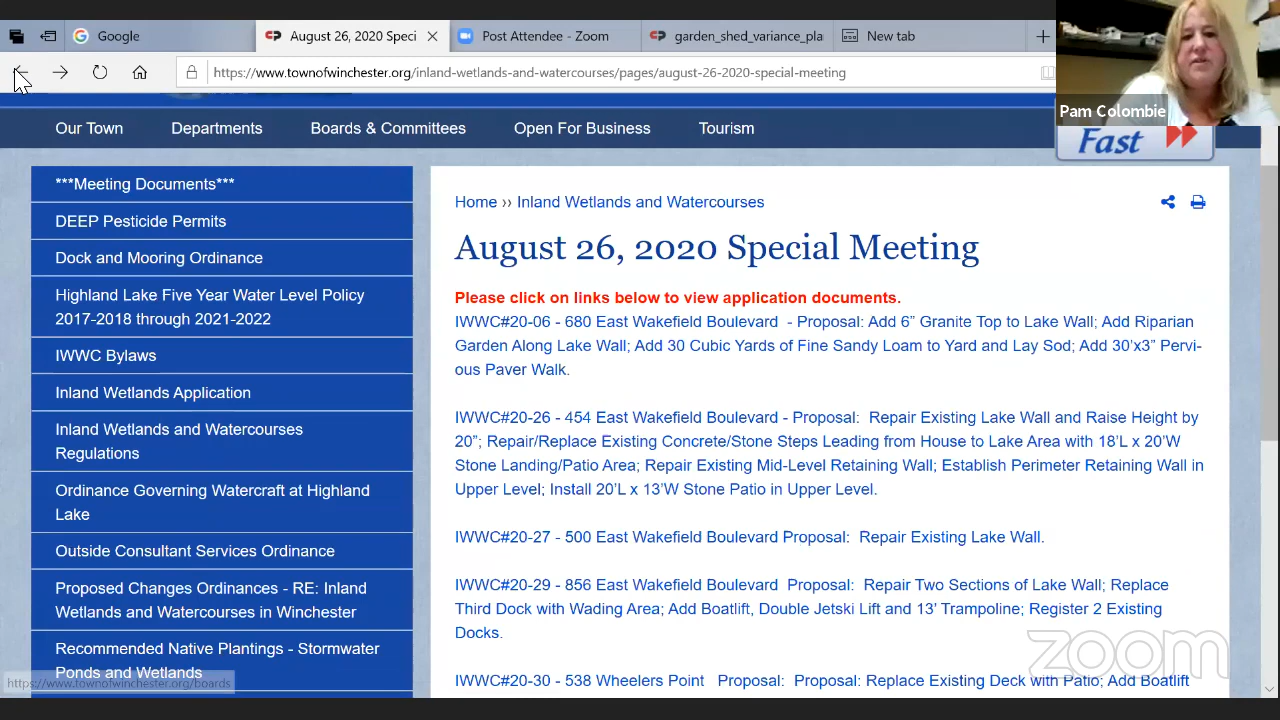 Google
August 26, 2020 Speci
Post Attendee - Zoom
garden_shed_variance_pla
New tab
https://www.townofwinchester.org/inland-wetlands-and-watercourses/pages/august-26-2020-special-meeting
Pam Colombie
Our Town
Departments
Boards & Committees
Open For Business
Tourism
Fast
***Meeting Documents***
DEEP Pesticide Permits
Dock and Mooring Ordinance
Highland Lake Five Year Water Level Policy
2017-2018 through 2021-2022
IWWC Bylaws
Inland Wetlands Application
Inland Wetlands and Watercourses
Regulations
Ordinance Governing Watercraft at Highland
Lake
Outside Consultant Services Ordinance
Proposed Changes Ordinances - RE: Inland
Wetlands and Watercourses in Winchester
Recommended Native Plantings - Stormwater
Ponds and Wetlands
https://www.townofwinchester.org/boards
Home ›› Inland Wetlands and Watercourses
August 26, 2020 Special Meeting
Please click on links below to view application documents.
IWWC#20-06 - 680 East Wakefield Boulevard - Proposal: Add 6” Granite Top to Lake Wall; Add Riparian
Garden Along Lake Wall; Add 30 Cubic Yards of Fine Sandy Loam to Yard and Lay Sod; Add 30'x3” Pervi-
ous Paver Walk.
IWWC#20-26 - 454 East Wakefield Boulevard - Proposal: Repair Existing Lake Wall and Raise Height by
20”; Repair/Replace Existing Concrete/Stone Steps Leading from House to Lake Area with 18'L x 20'W
Stone Landing/Patio Area; Repair Existing Mid-Level Retaining Wall; Establish Perimeter Retaining Wall in
Upper Level; Install 20'L x 13'W Stone Patio in Upper Level.
IWWC#20-27 - 500 East Wakefield Boulevard Proposal: Repair Existing Lake Wall.
IWWC#20-29 - 856 East Wakefield Boulevard Proposal: Repair Two Sections of Lake Wall; Replace
Third Dock with Wading Area; Add Boatlift, Double Jetski Lift and 13' Trampoline; Register 2 Existing
Docks.
IWWC#20-30 - 538 Wheelers Point Proposal: Proposal: Replace Existing Deck with Patio; Add Boatlift
zoom